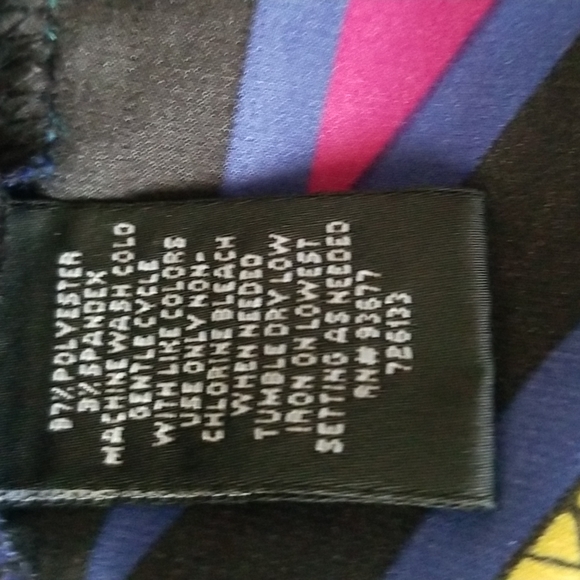 97% POLYESTER
3% SPANDEX
MACHINE WASH COLD
GENTLE CYCLE
WITH LIKE COLORS
USE ONLY NON-
CHLORINE BLEACH
WHEN NEEDED
TUMBLE DRY LOW
IRON ON LOWEST
SETTING AS NEEDED
RN# 93677
726133